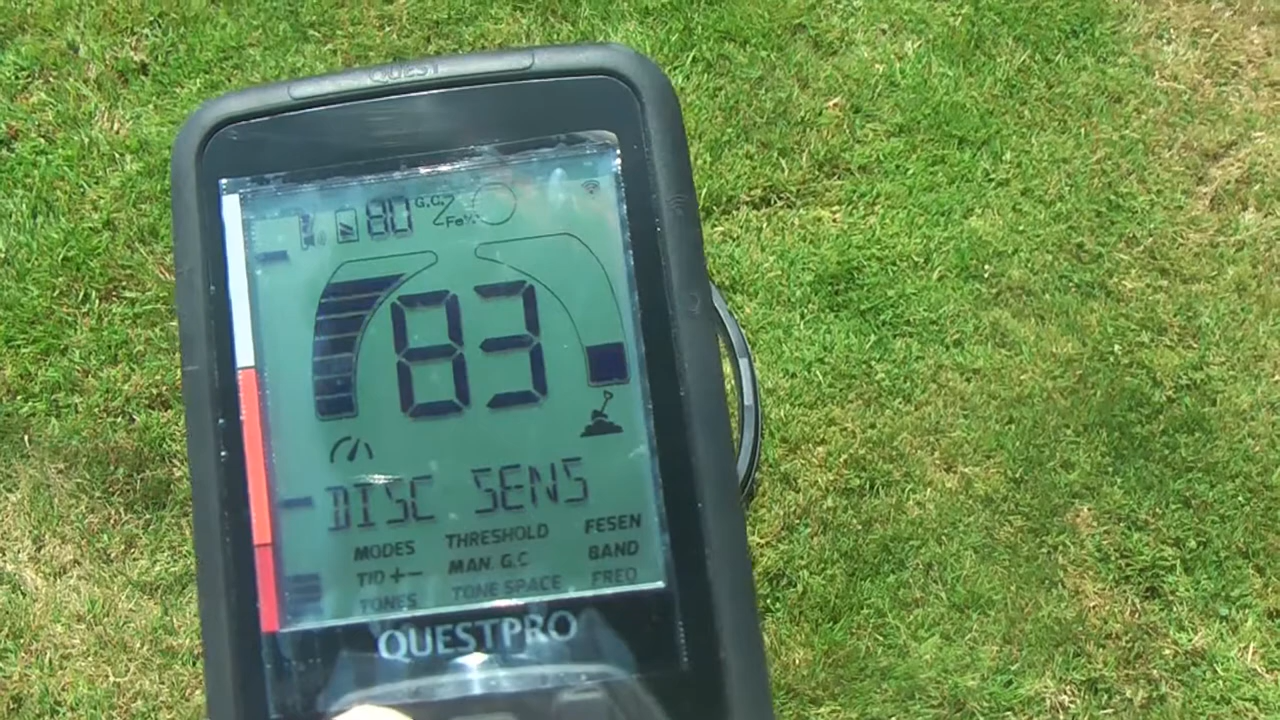 QUEST
80 G.C. Fe%
83
DISC SENS
MODES THRESHOLD FESEN
TID +- MAN. G.C BAND
TONES TONE SPACE FREQ
QUESTPRO